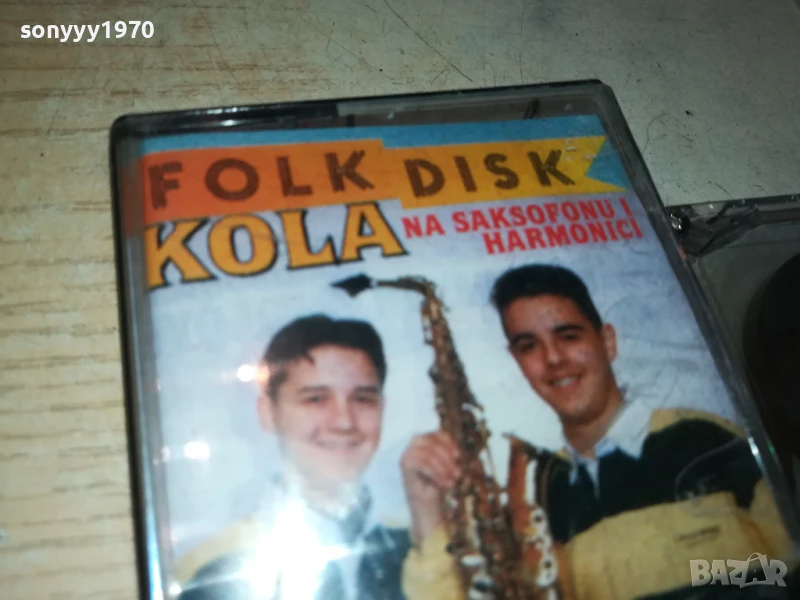 sonyyy1970
FOLK DISK
KOLA NA SAKSOFONU I
HARMONICI
BAZAR